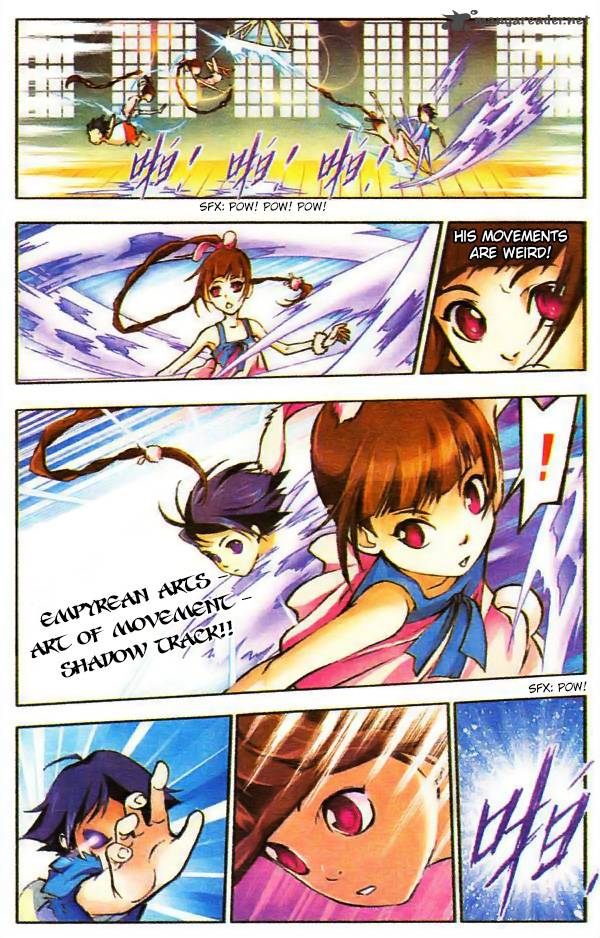 mangareader.net
啪! 啪! 啪!
SFX: POW! POW! POW!
HIS MOVEMENTS
ARE WEIRD!
!
EMPYREAN ARTS -
ART OF MOVEMENT -
SHADOW TRACK!!
SFX: POW!
啪!